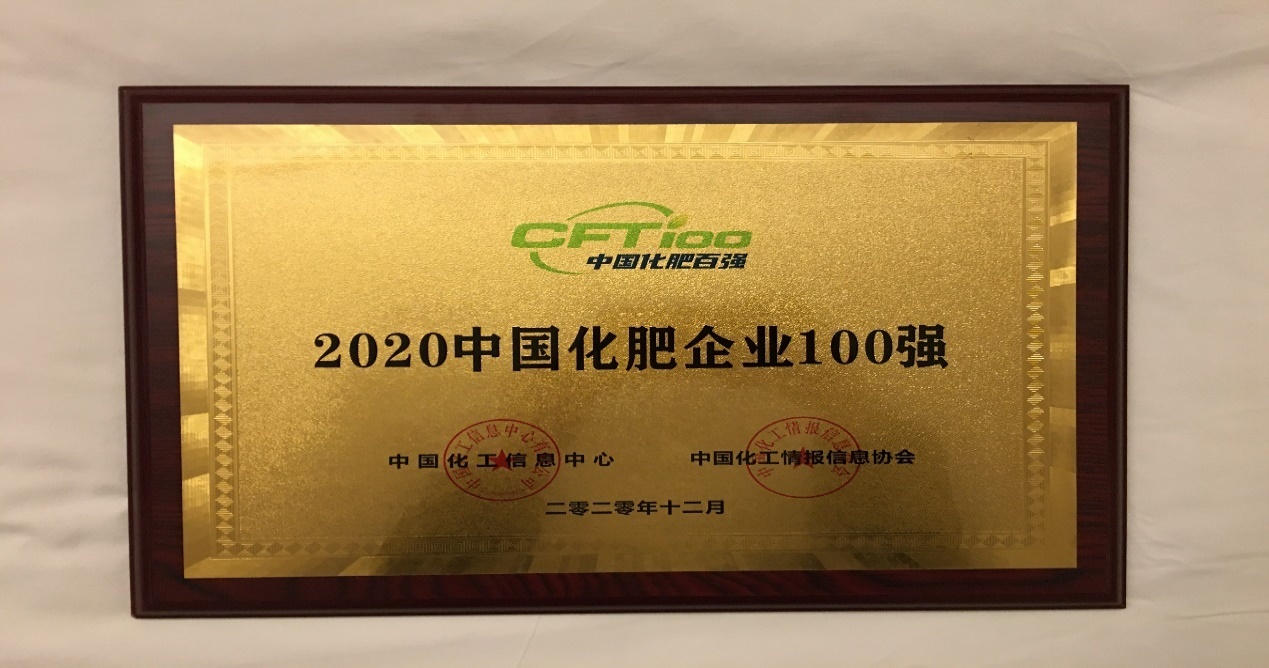 CFT100
中国化肥百强
2020中国化肥企业100强
中国化工信息中心
中国化工情报信息协会
二零二零年十二月